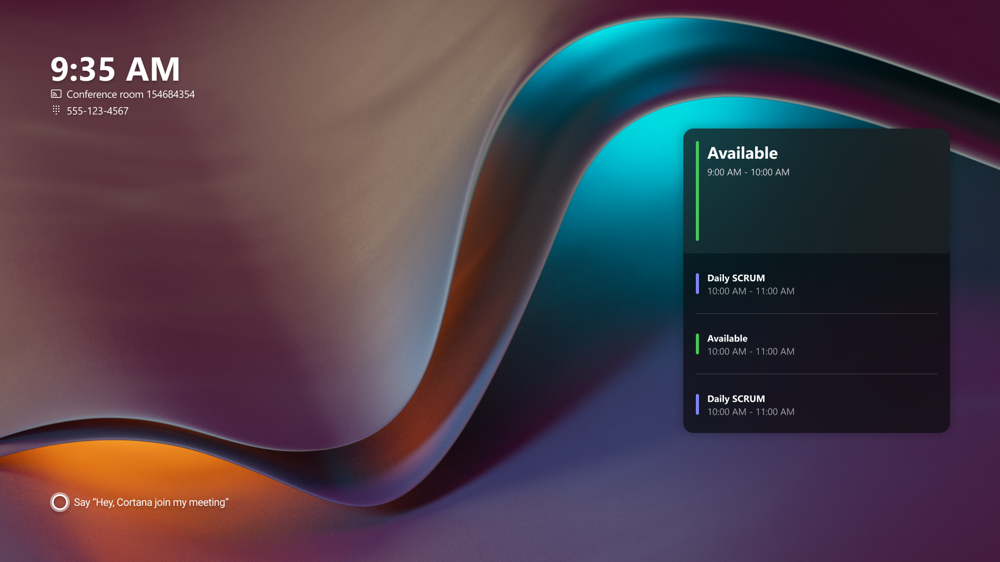 9:35 AM
Conference room 154684354
555-123-4567
Available
9:00 AM - 10:00 AM
Daily SCRUM
10:00 AM - 11:00 AM
Available
10:00 AM - 11:00 AM
Daily SCRUM
10:00 AM - 11:00 AM
Say “Hey, Cortana join my meeting”